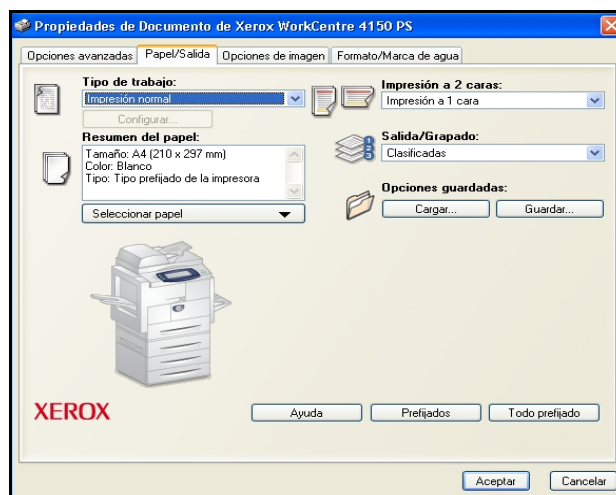 Propiedades de Documento de Xerox WorkCentre 4150 PS
Opciones avanzadas
Papel/Salida
Opciones de imagen
Formato/Marca de agua
Tipo de trabajo:
Impresión normal
Configurar...
Resumen del papel:
Tamaño: A4 (210 x 297 mm)
Color: Blanco
Tipo: Tipo prefijado de la impresora
Seleccionar papel
Impresión a 2 caras:
Impresión a 1 cara
Salida/Grapado:
1
2
3
Clasificadas
Opciones guardadas:
Cargar...
Guardar...
XEROX
Ayuda
Prefijados
Todo prefijado
Aceptar
Cancelar